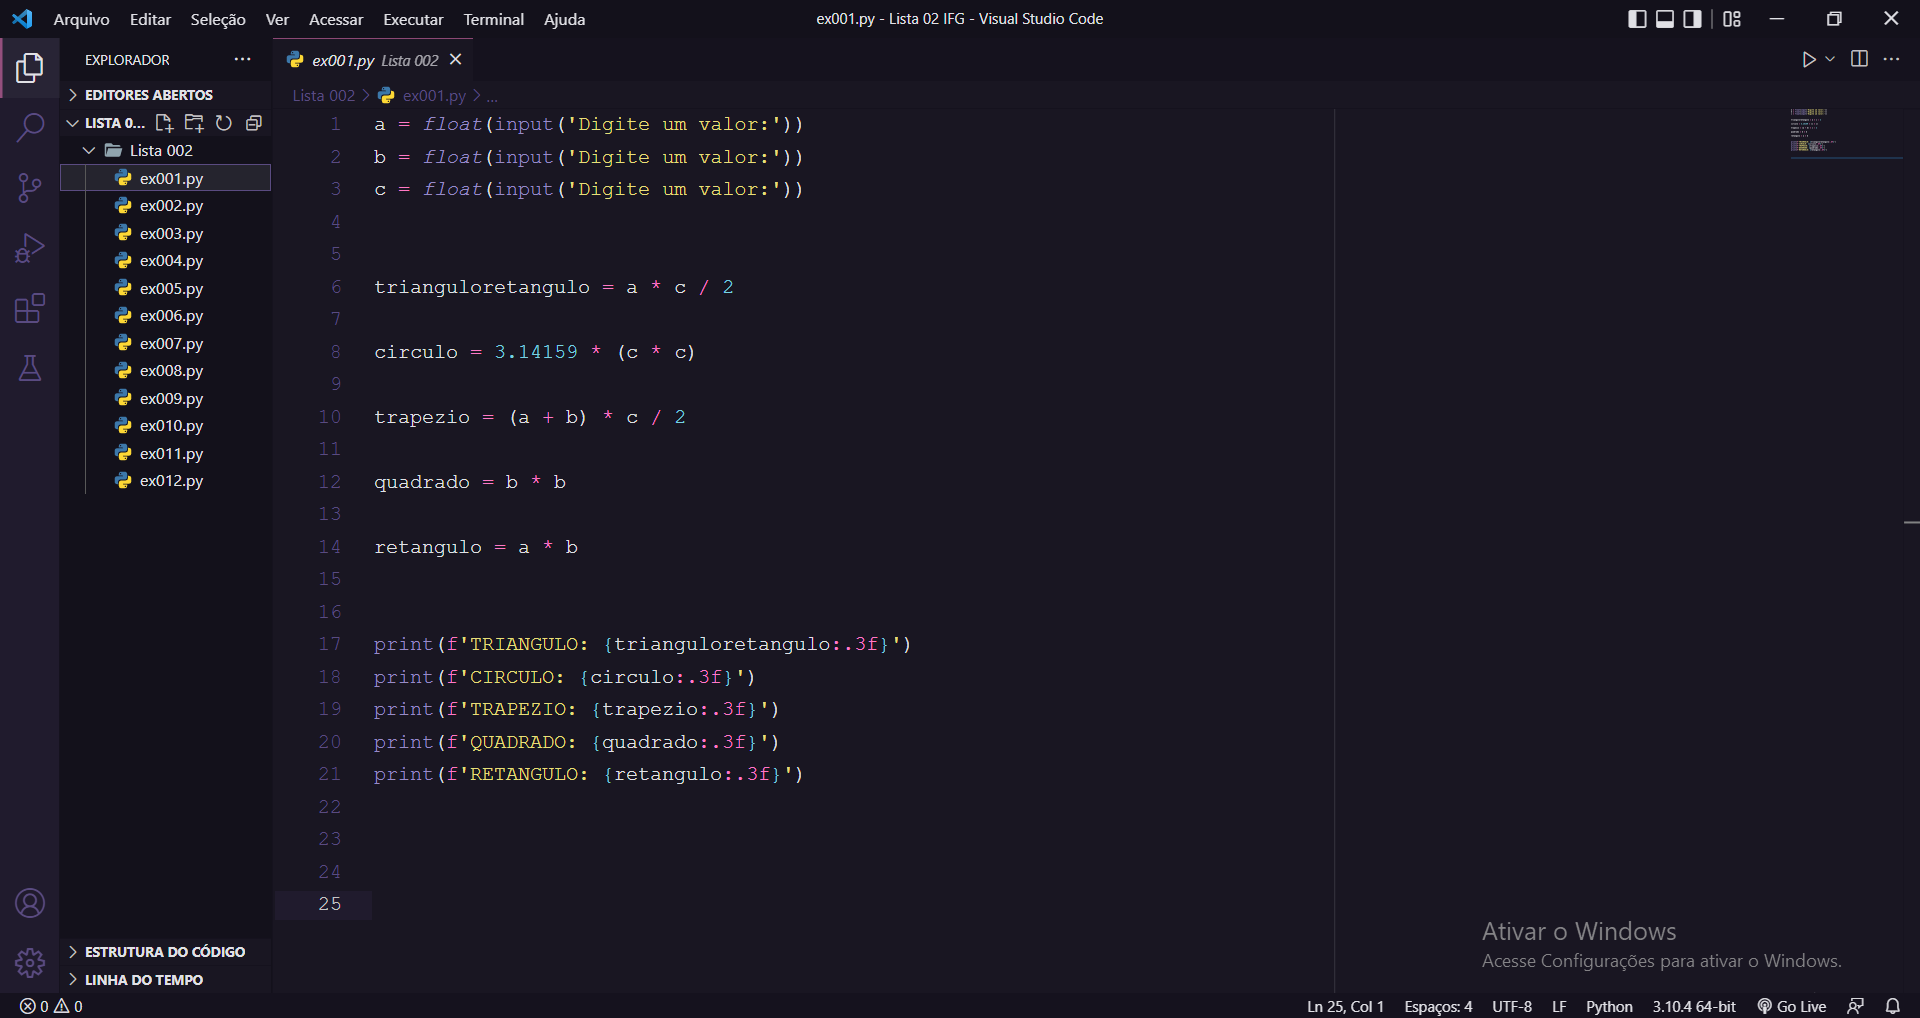 Arquivo Editar Seleção Ver Acessar Executar Terminal Ajuda
ex001.py - Lista 02 IFG - Visual Studio Code
EXPLORADOR
ex001.py Lista 002
EDITORES ABERTOS
Lista 002 > ex001.py > ...
LISTA 0...
Lista 002
ex001.py
ex002.py
ex003.py
ex004.py
ex005.py
ex006.py
ex007.py
ex008.py
ex009.py
ex010.py
ex011.py
ex012.py
ESTRUTURA DO CÓDIGO
LINHA DO TEMPO
1 a = float(input('Digite um valor:'))
2 b = float(input('Digite um valor:'))
3 c = float(input('Digite um valor:'))
4
5
6 trianguloretangulo = a * c / 2
7
8 circulo = 3.14159 * (c * c)
9
10 trapezio = (a + b) * c / 2
11
12 quadrado = b * b
13
14 retangulo = a * b
15
16
17 print(f'TRIANGULO: {trianguloretangulo:.3f}')
18 print(f'CIRCULO: {circulo:.3f}')
19 print(f'TRAPEZIO: {trapezio:.3f}')
20 print(f'QUADRADO: {quadrado:.3f}')
21 print(f'RETANGULO: {retangulo:.3f}')
22
23
24
25
Ativar o Windows
Acesse Configurações para ativar o Windows.
0 0
Ln 25, Col 1 Espaços: 4 UTF-8 LF Python 3.10.4 64-bit Go Live